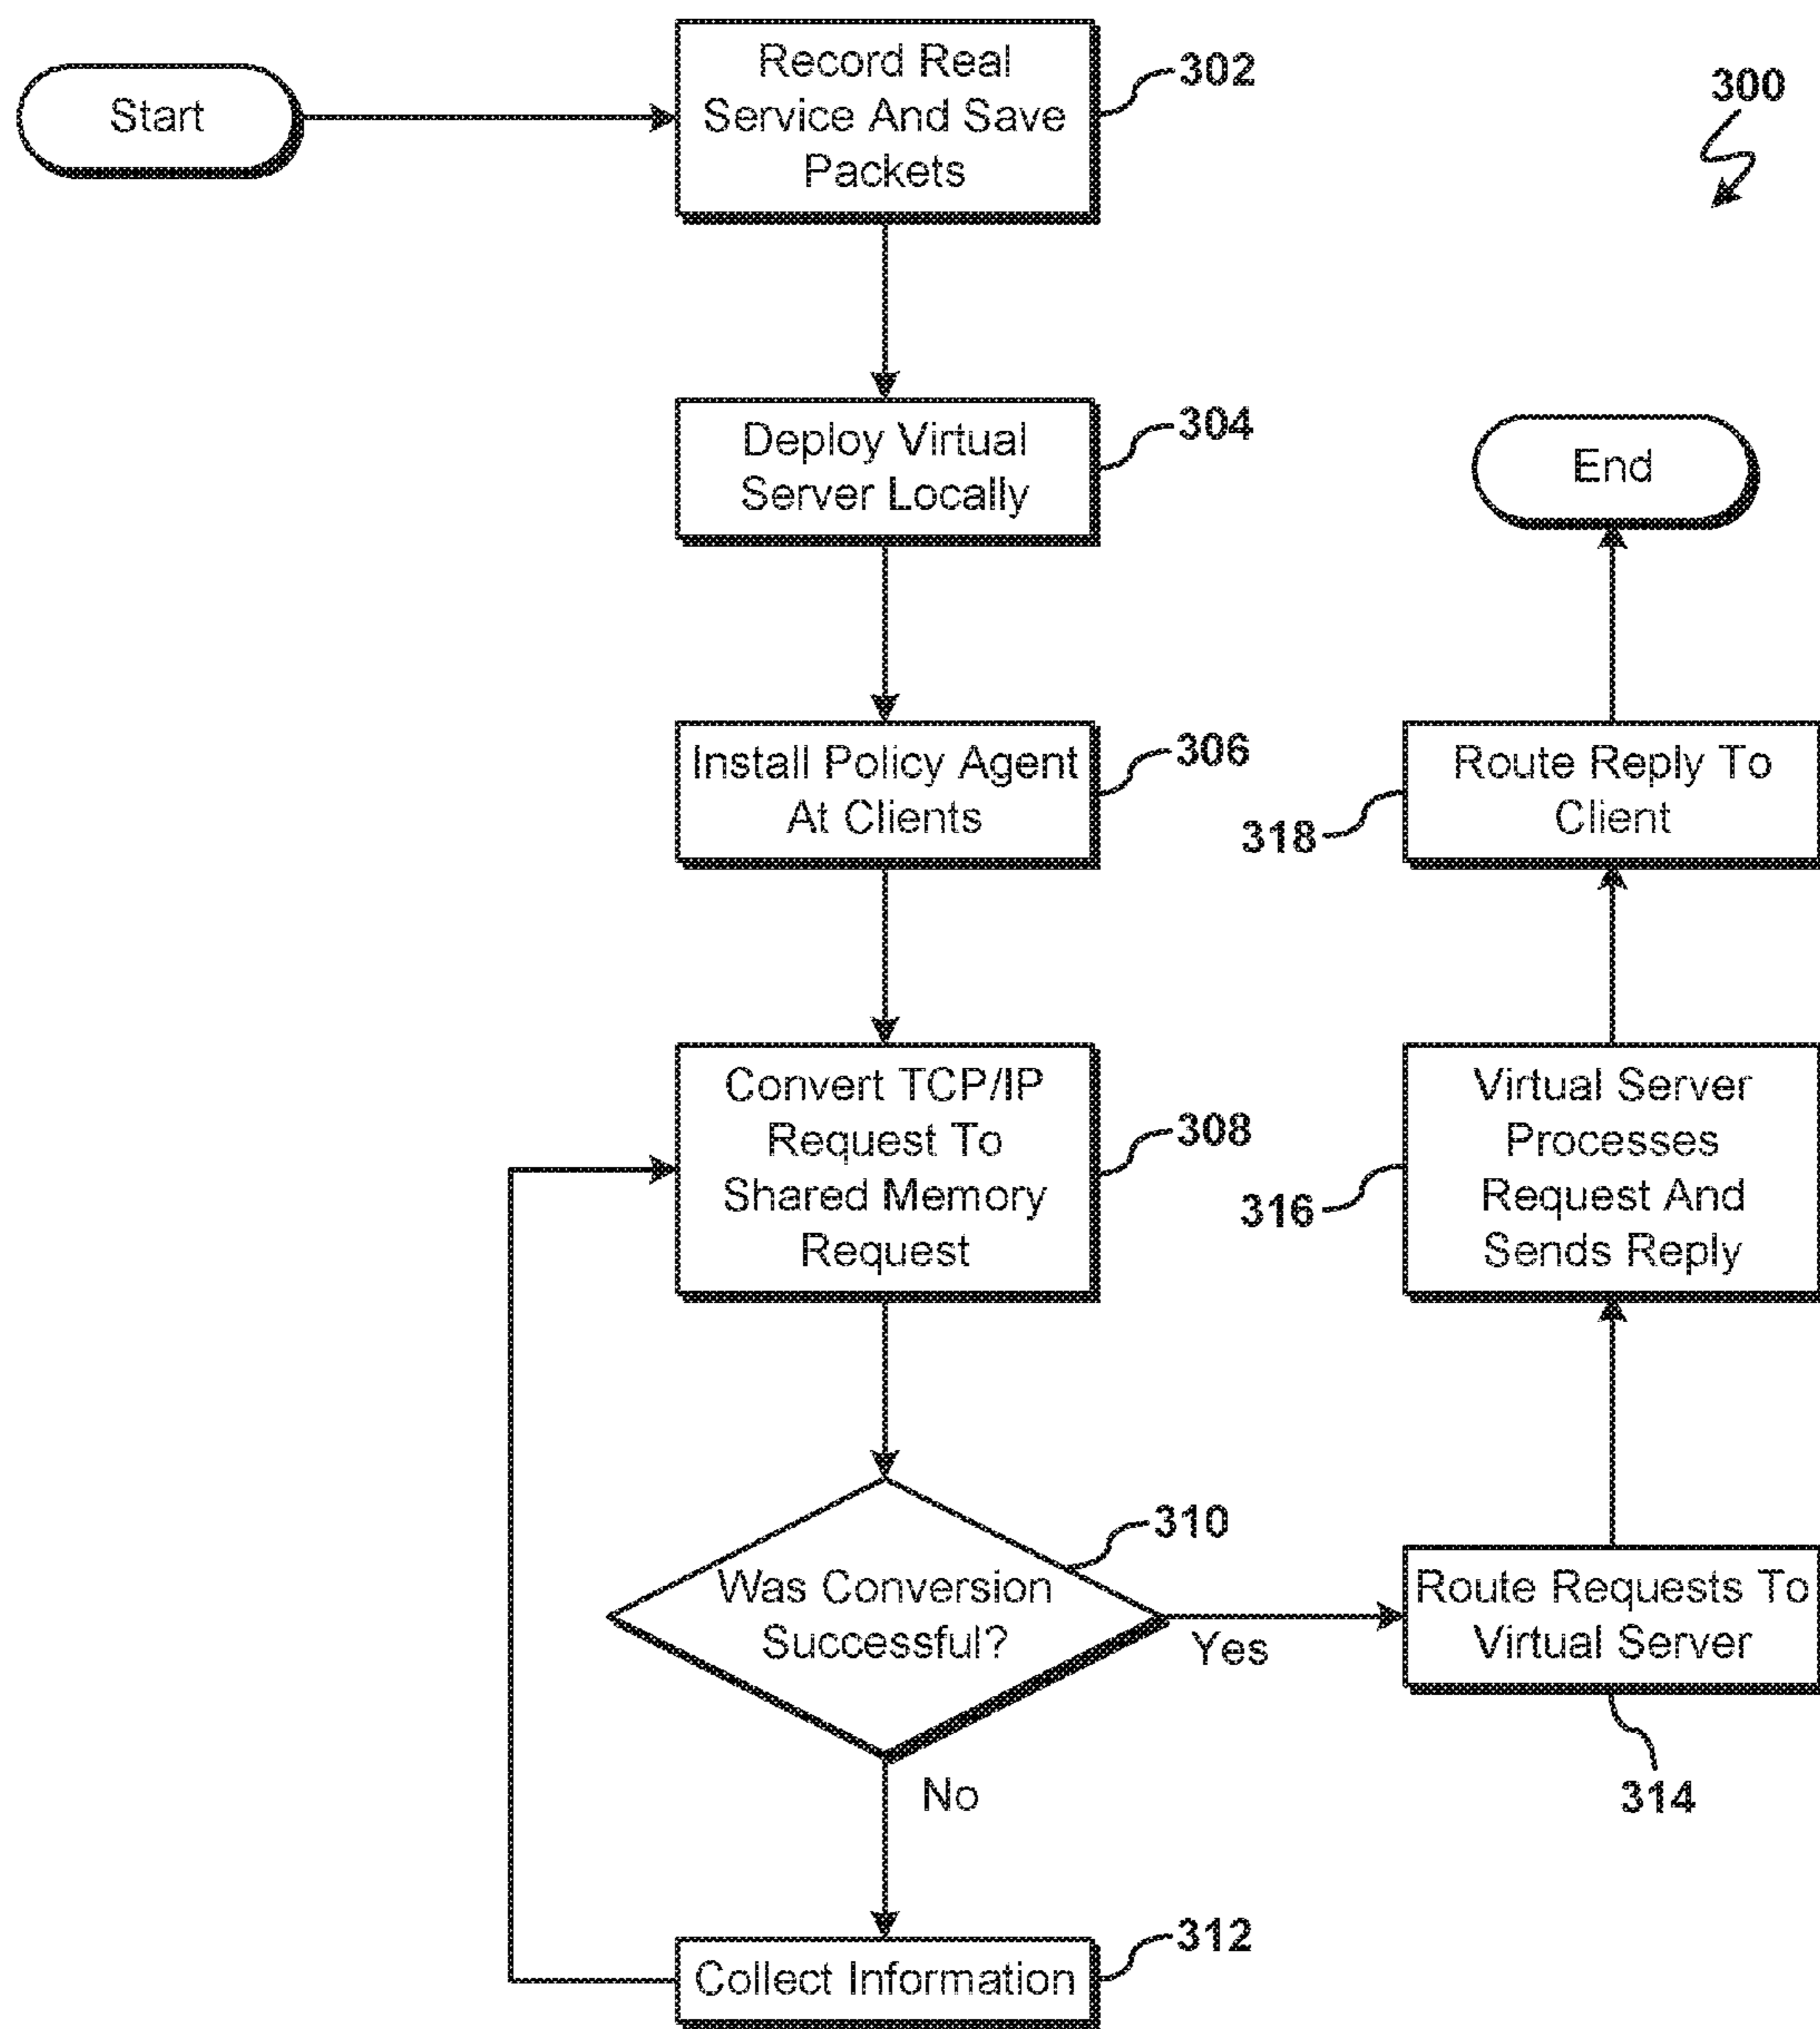 Start
Record Real
Service And Save
Packets
302
300
Deploy Virtual
Server Locally
304
End
Install Policy Agent
At Clients
306
Route Reply To
Client
318
Convert TCP/IP
Request To
Shared Memory
Request
308
Virtual Server
Processes
Request And
Sends Reply
316
Was Conversion
Successful?
310
Yes
No
Route Requests To
Virtual Server
314
Collect Information
312